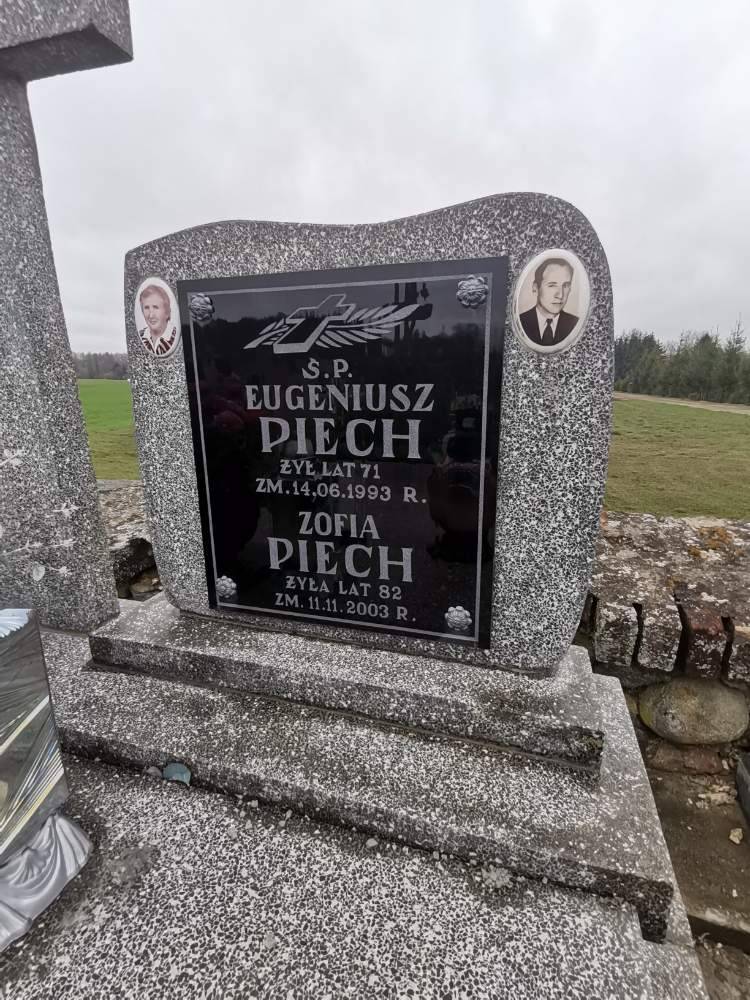 Ś.P.
EUGENIUSZ
PIECH
ŻYŁ LAT 71
ZM.14.06.1993 R.
ZOFIA
PIECH
ŻYŁA LAT 82
ZM. 11.11.2003 R.